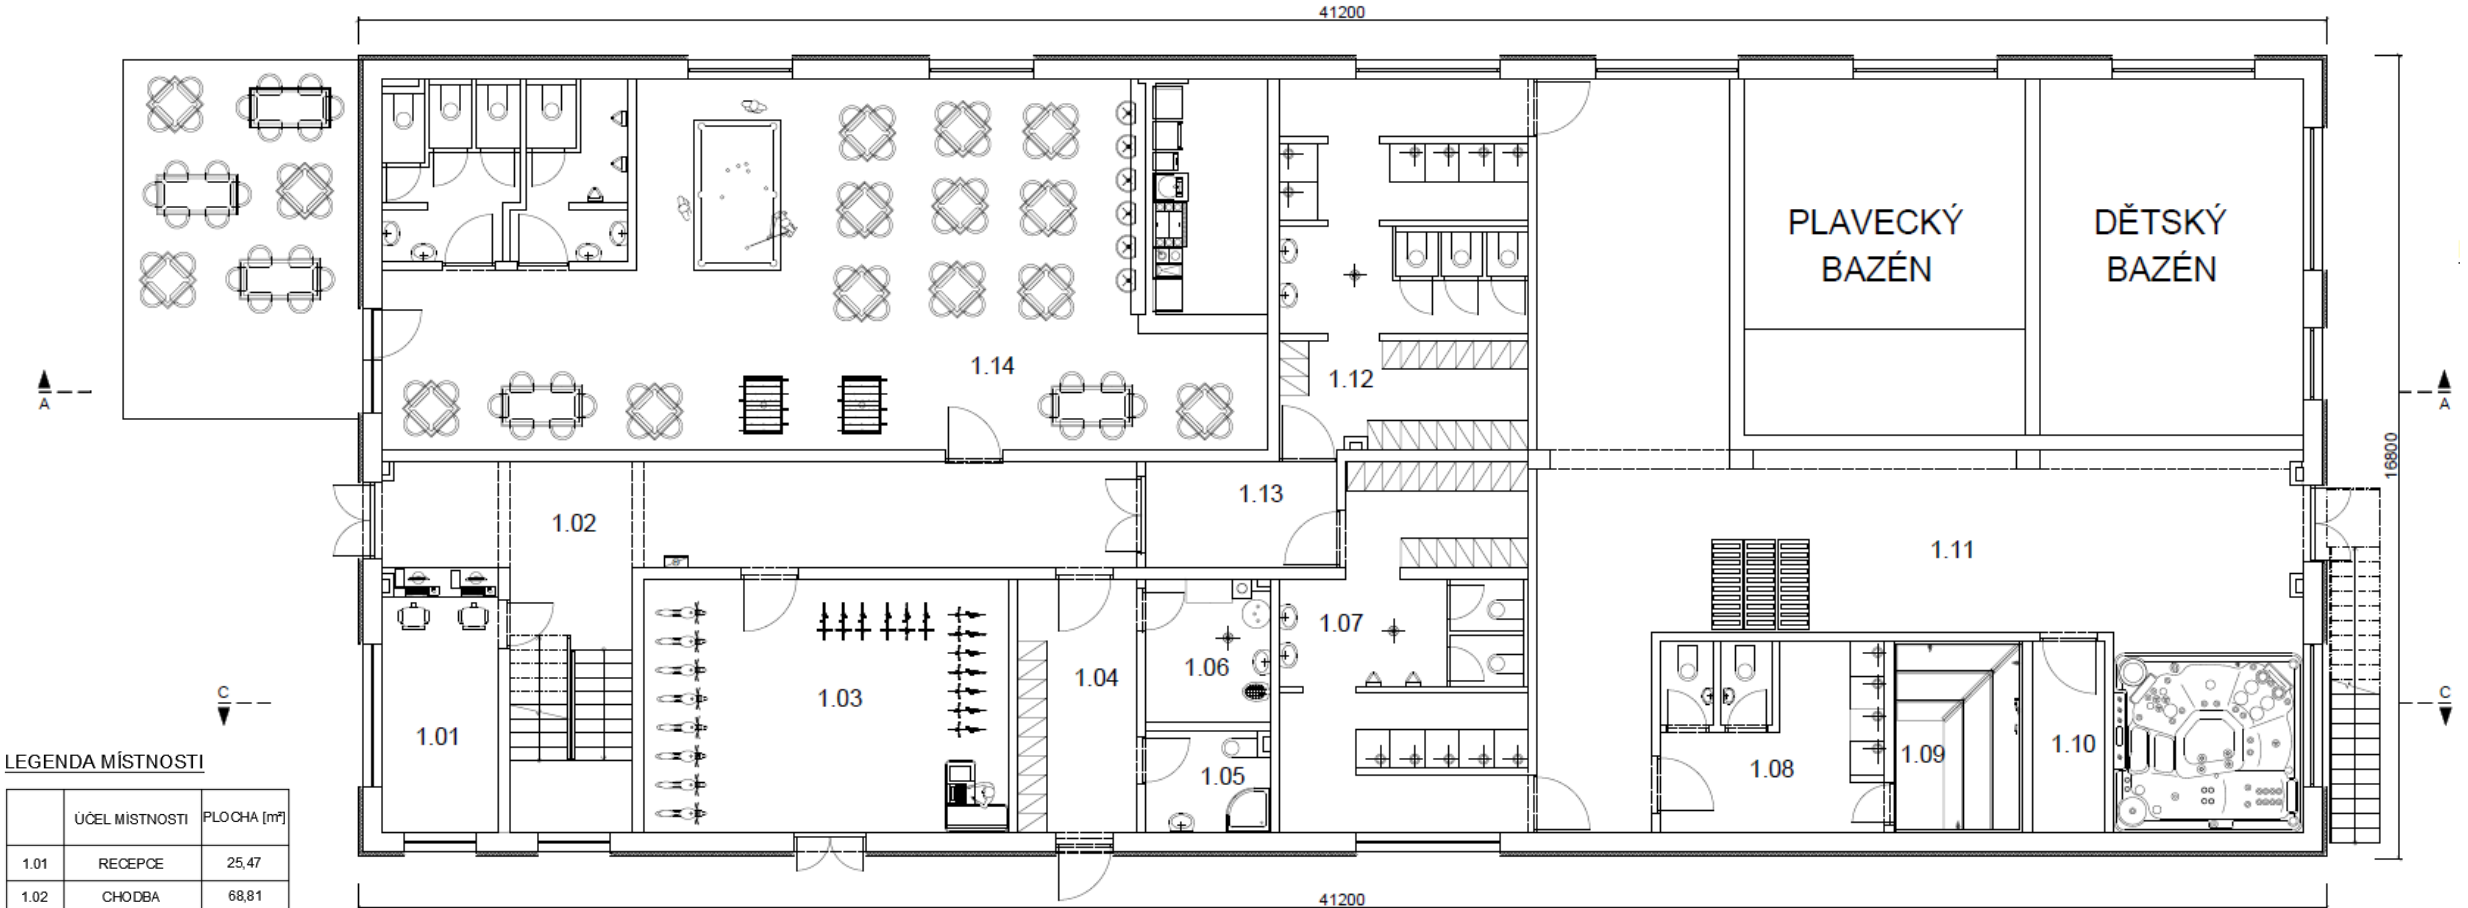 41200
PLAVECKÝ
BAZÉN
DĚTSKÝ
BAZÉN
1.14
1.12
A
A
16800
1.13
1.02
1.11
1.07
1.06
1.04
1.03
1.01
1.05
1.08
1.09
1.10
C
C
LEGENDA MÍSTNOSTI
ÚČEL MÍSTNOSTI PLOCHA [m²]
1.01 RECEPCE 25,47
1.02 CHODBA 68,81
41200